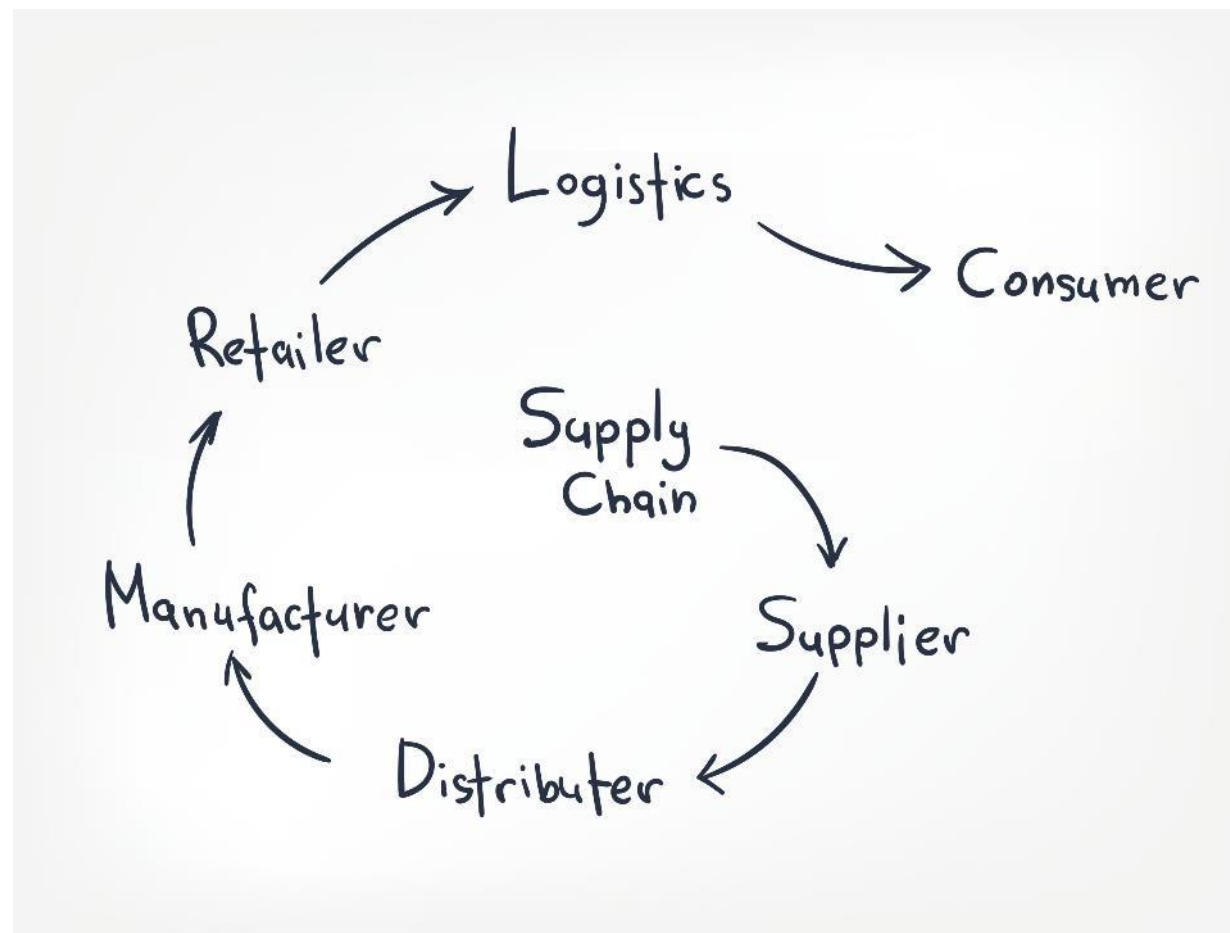 Logistics
Consumer
Retailer
Supply
Chain
Manufacturer
Supplier
Distributer